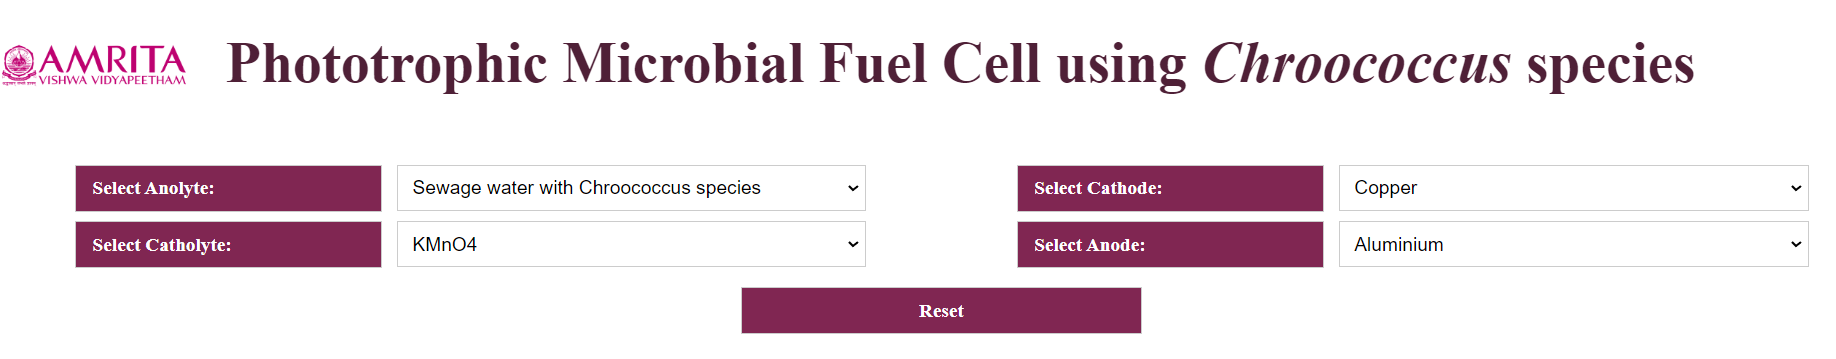 AMRITA
VISHWA VIDYAPEETHAM
Phototrophic Microbial Fuel Cell using Chroococcus species
Select Anolyte: Sewage water with Chroococcus species Select Cathode: Copper
Select Catholyte: KMnO4 Select Anode: Aluminium
Reset